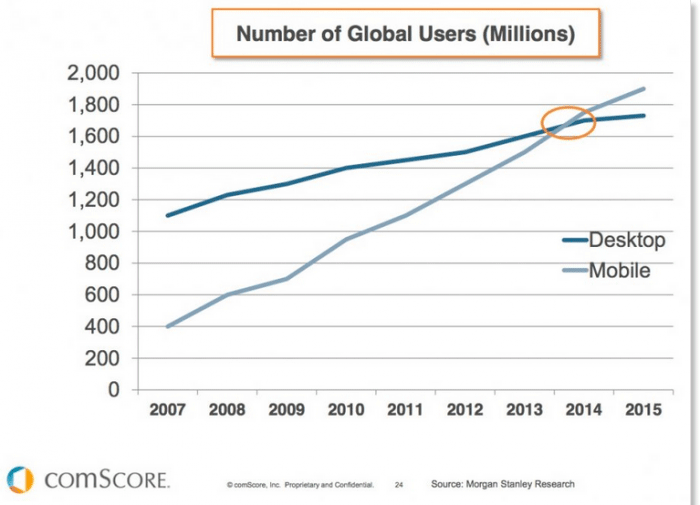 Number of Global Users (Millions)
2,000
1,800
1,600
1,400
1,200
1,000
800
600
400
200
0
Desktop
Mobile
2007 2008 2009 2010 2011 2012 2013 2014 2015
comSCORE.
© comScore, Inc. Proprietary and Confidential. 24 Source: Morgan Stanley Research